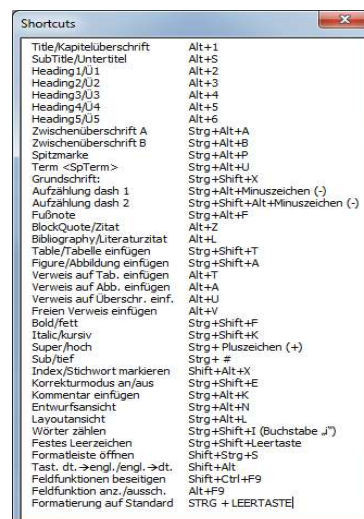 Shortcuts
Title/Kapitelüberschrift Alt+1
SubTitle/Untertitel Alt+S
Heading1/Ü1 Alt+2
Heading2/Ü2 Alt+3
Heading3/Ü3 Alt+4
Heading4/Ü4 Alt+5
Heading5/Ü5 Alt+6
Zwischenüberschrift A Strg+Alt+A
Zwischenüberschrift B Strg+Alt+B
Spitzmarke Strg+Alt+P
Term <SpTerm> Strg+Alt+U
Grundschrift: Strg+Shift+X
Aufzählung dash 1 Strg+Alt+Minuszeichen (-)
Aufzählung dash 2 Strg+Shift+Alt+Minuszeichen (-)
Fußnote Strg+Alt+F
BlockQuote/Zitat Alt+Z
Bibliography/Literaturzitat Alt+L
Table/Tabelle einfügen Strg+Shift+T
Figure/Abbildung einfügen Strg+Shift+A
Verweis auf Tab. einfügen Alt+T
Verweis auf Abb. einfügen Alt+A
Verweis auf Überschr. einf. Alt+U
Freien Verweis einfügen Alt+V
Bold/fett Strg+Shift+F
Italic/kursiv Strg+Shift+K
Super/hoch Strg+Pluszeichen (+)
Sub/tief Strg+ #
Index/Stichwort markieren Shift+Alt+X
Korrekturmodus an/aus Strg+Shift+E
Kommentar einfügen Strg+Alt+K
Entwurfsansicht Strg+Alt+N
Layoutansicht Strg+Alt+L
Wörter zählen Strg+Shift+I (Buchstabe „i“)
Festes Leerzeichen Strg+Shift+Leertaste
Formatleiste öffnen Shift+Strg+S
Tast. dt.→engl./engl.→dt. Shift+Alt
Feldfunktionen beseitigen Shift+Ctrl+F9
Feldfunktion anz./aussch. Alt+F9
Formatierung auf Standard STRG + LEERTASTE